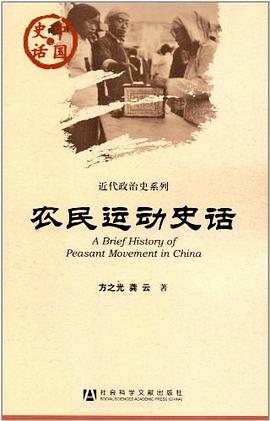 中国
史话
近代政治史系列
农民运动史话
A Brief History of
Peasant Movement in China
方之光 龚 云 著
社会科学文献出版社
SOCIAL SCIENCES ACADEMIC PRESS (CHINA)